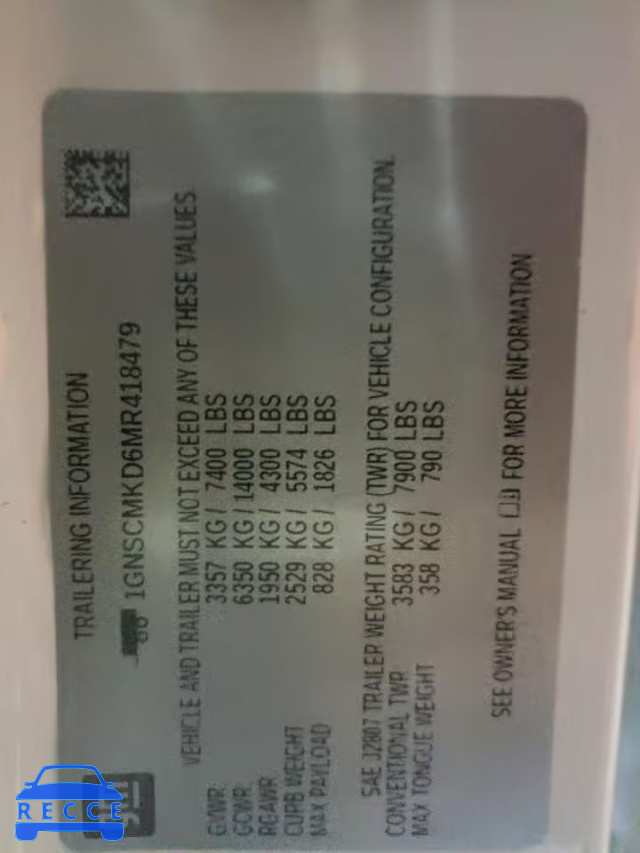 TRAILERING INFORMATION
1GNSCMKD6MR418479
VEHICLE AND TRAILER MUST NOT EXCEED ANY OF THESE VALUES.
GVWR 3357 KG/ 7400 LBS
GCWR 6350 KG/14000 LBS
RGAWR 1950 KG/ 4300 LBS
CURB WEIGHT 2529 KG/ 5574 LBS
MAX PAYLOAD 828 KG/ 1826 LBS
SAE J2807 TRAILER WEIGHT RATING (TWR) FOR VEHICLE CONFIGURATION.
CONVENTIONAL TWR 3583 KG/ 7900 LBS
MAX TONGUE WEIGHT 358 KG/ 790 LBS
SEE OWNER'S MANUAL FOR MORE INFORMATION
RECCE